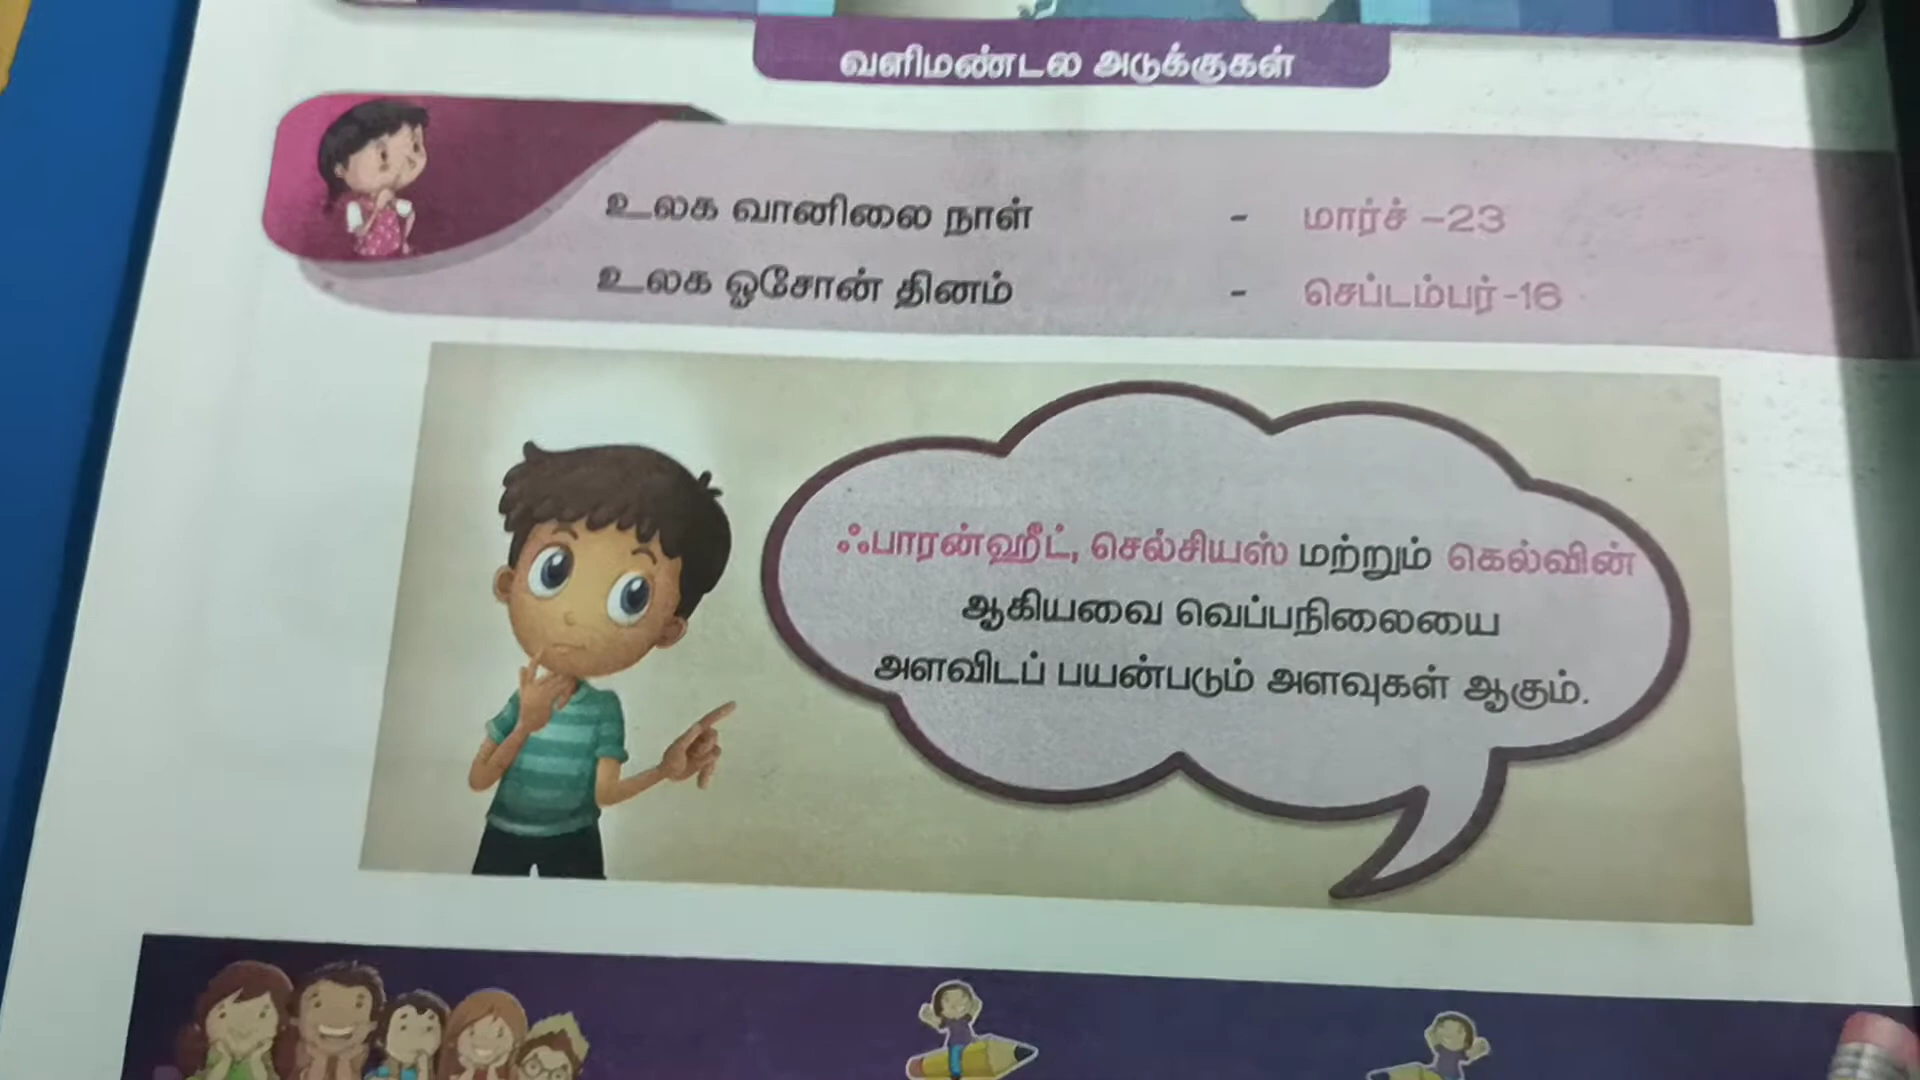 வளிமண்டல அடுக்குகள்
உலக வானிலை நாள் - மார்ச் -23
உலக ஓசோன் தினம் - செப்டம்பர்-16
ஃபாரன்ஹீட், செல்சியஸ் மற்றும் கெல்வின்
ஆகியவை வெப்பநிலையை
அளவிடப் பயன்படும் அளவுகள் ஆகும்.